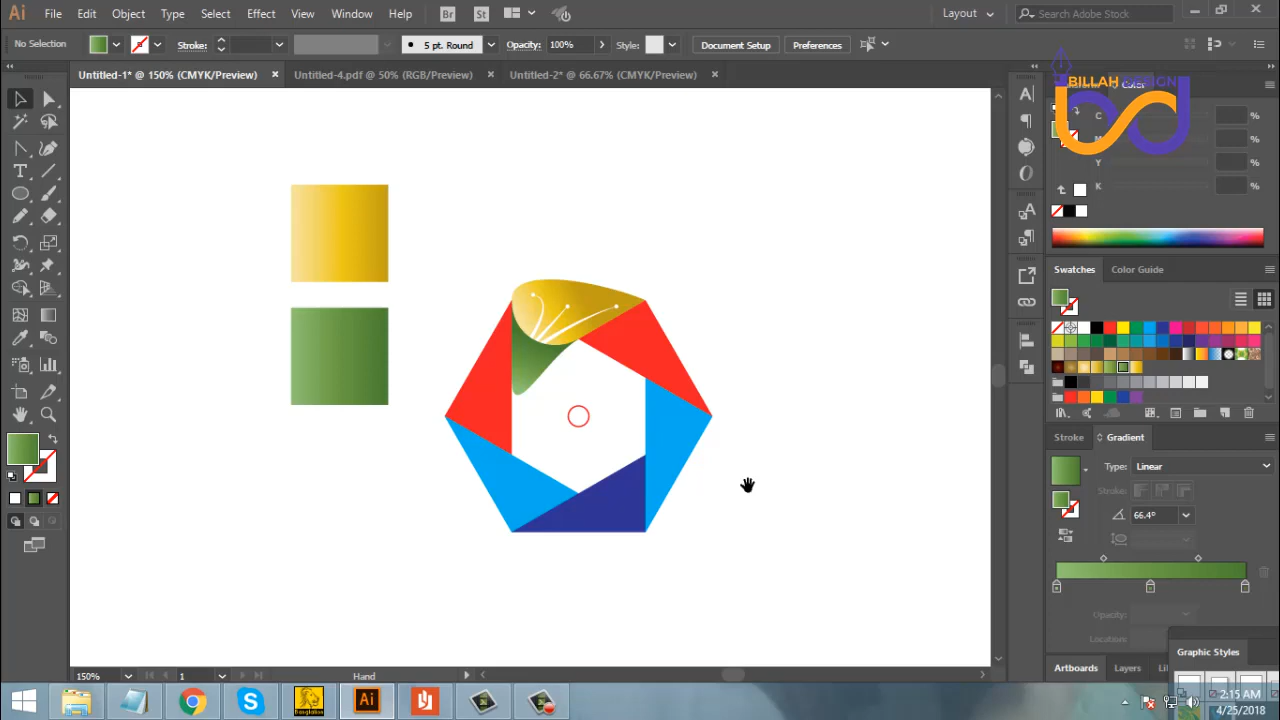 Ai File Edit Object Type Select Effect View Window Help Br St Layout Search Adobe Stock
No Selection Stroke: 5 pt. Round Opacity: 100% Style: Document Setup Preferences
Untitled-1* @ 150% (CMYK/Preview) × Untitled-4.pdf @ 50% (RGB/Preview) × Untitled-2* @ 66.67% (CMYK/Preview) ×
BILLAH DESIGN
Color
C %
M %
Y %
K %
Swatches Color Guide
Stroke Gradient
Type: Linear
Stroke:
66.4°
Opacity:
Location:
Graphic Styles
Artboards Layers
150% 1 Hand
Ai
2:15 AM
4/25/2018